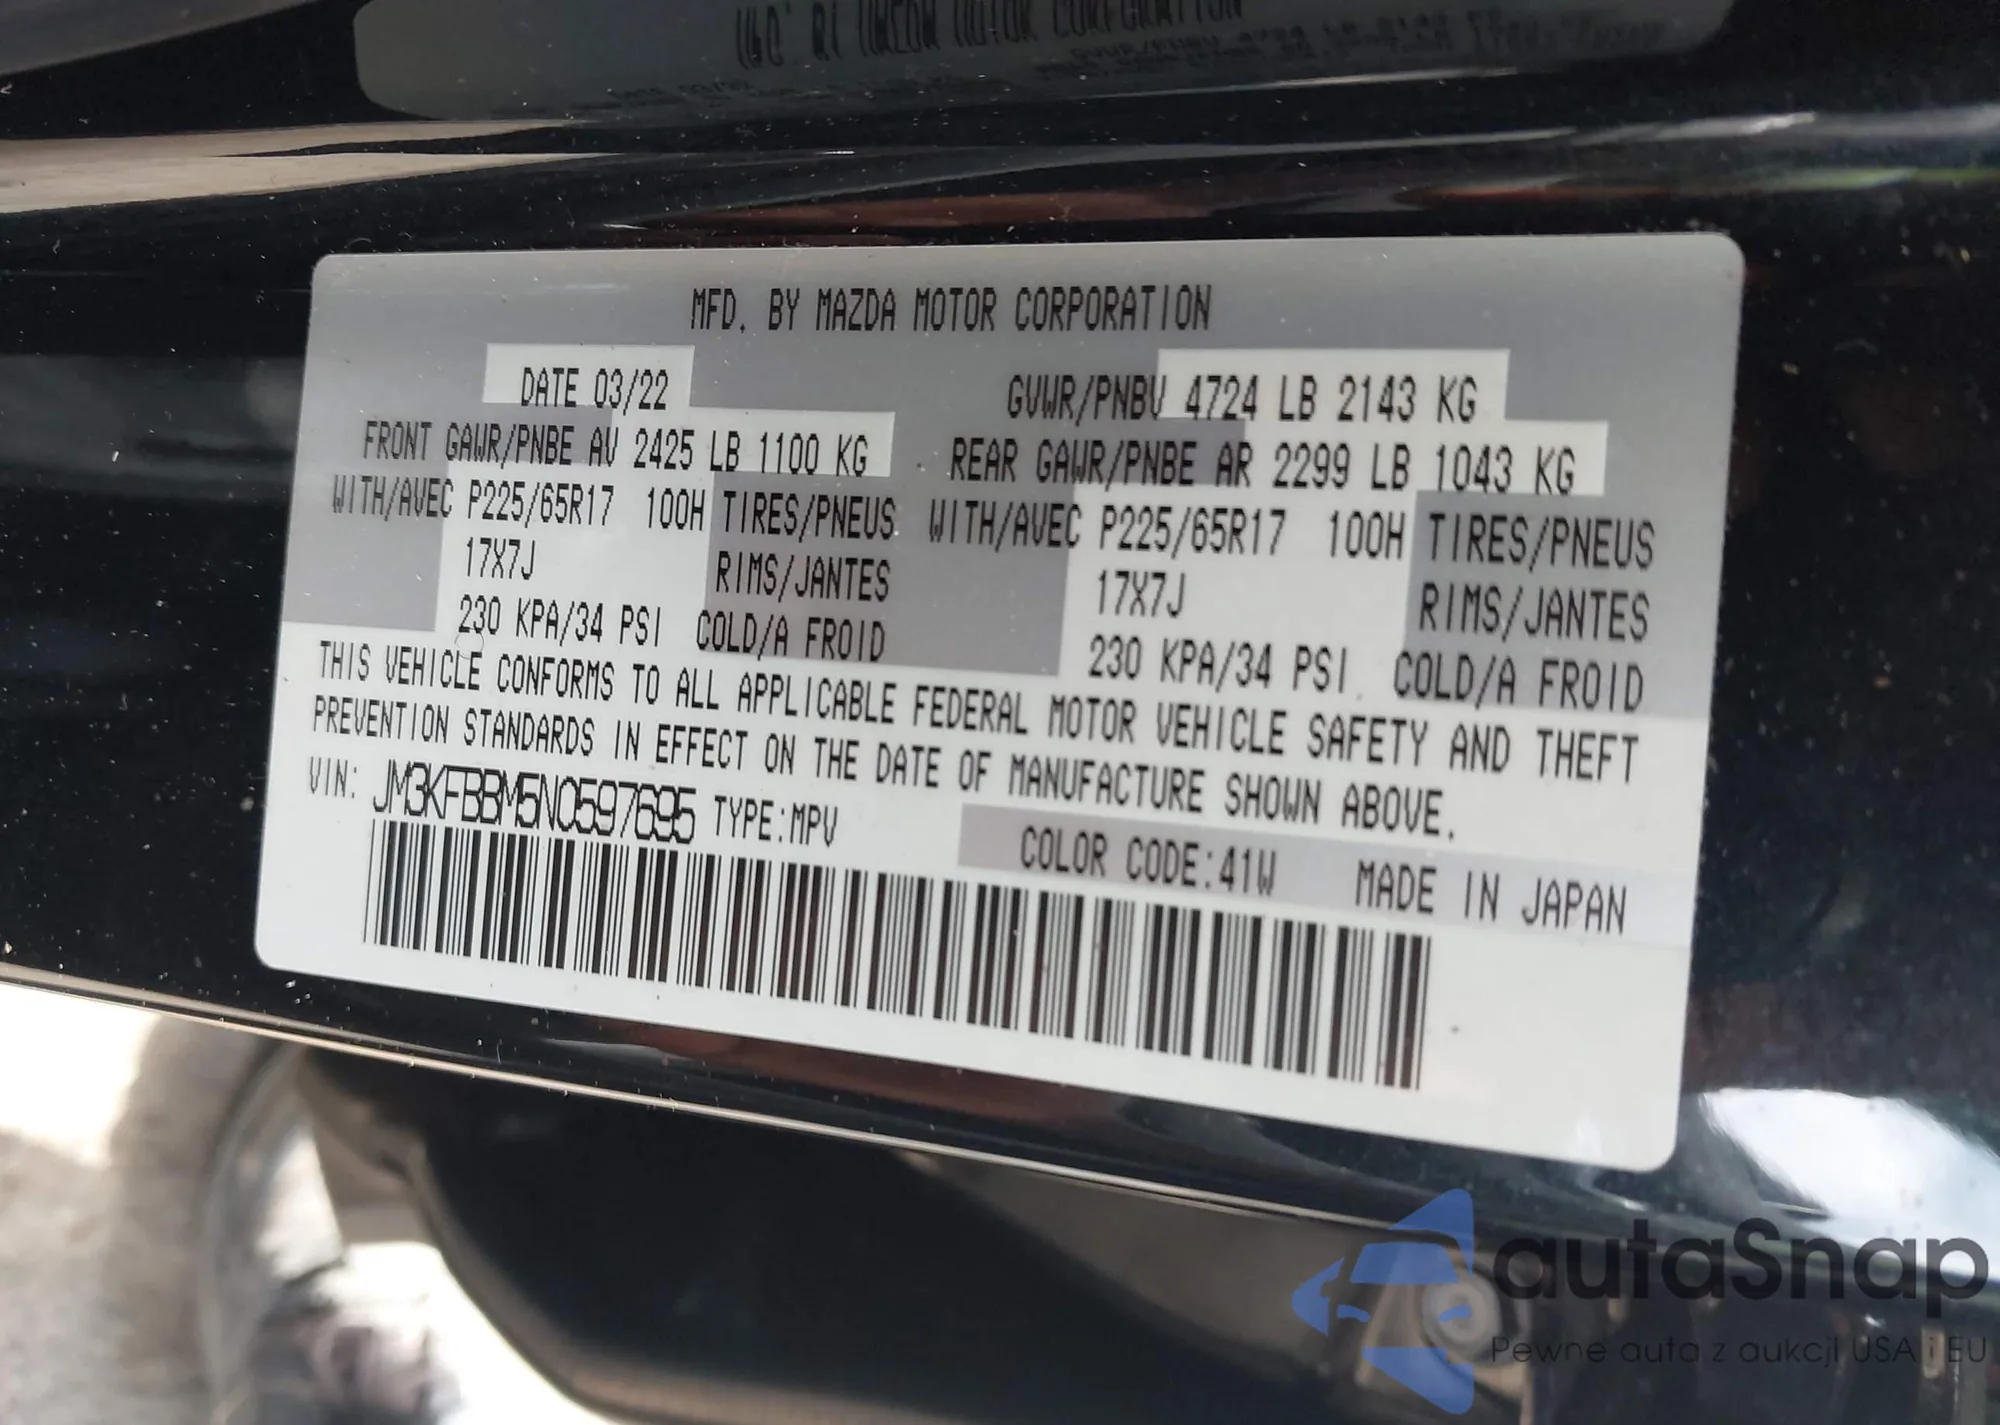 MFD. BY MAZDA MOTOR CORPORATION
DATE 03/22 GVWR/PNBV 4724 LB 2143 KG
FRONT GAWR/PNBE AV 2425 LB 1100 KG REAR GAWR/PNBE AR 2299 LB 1043 KG
WITH/AVEC P225/65R17 100H TIRES/PNEUS WITH/AVEC P225/65R17 100H TIRES/PNEUS
17X7J RIMS/JANTES 17X7J RIMS/JANTES
230 KPA/34 PSI COLD/A FROID 230 KPA/34 PSI COLD/A FROID
THIS VEHICLE CONFORMS TO ALL APPLICABLE FEDERAL MOTOR VEHICLE SAFETY AND THEFT
PREVENTION STANDARDS IN EFFECT ON THE DATE OF MANUFACTURE SHOWN ABOVE.
VIN: JM3KFBBM5N0597695 TYPE:MPV COLOR CODE:41W MADE IN JAPAN
autaSnap
Pewne auta z aukcji USA i EU